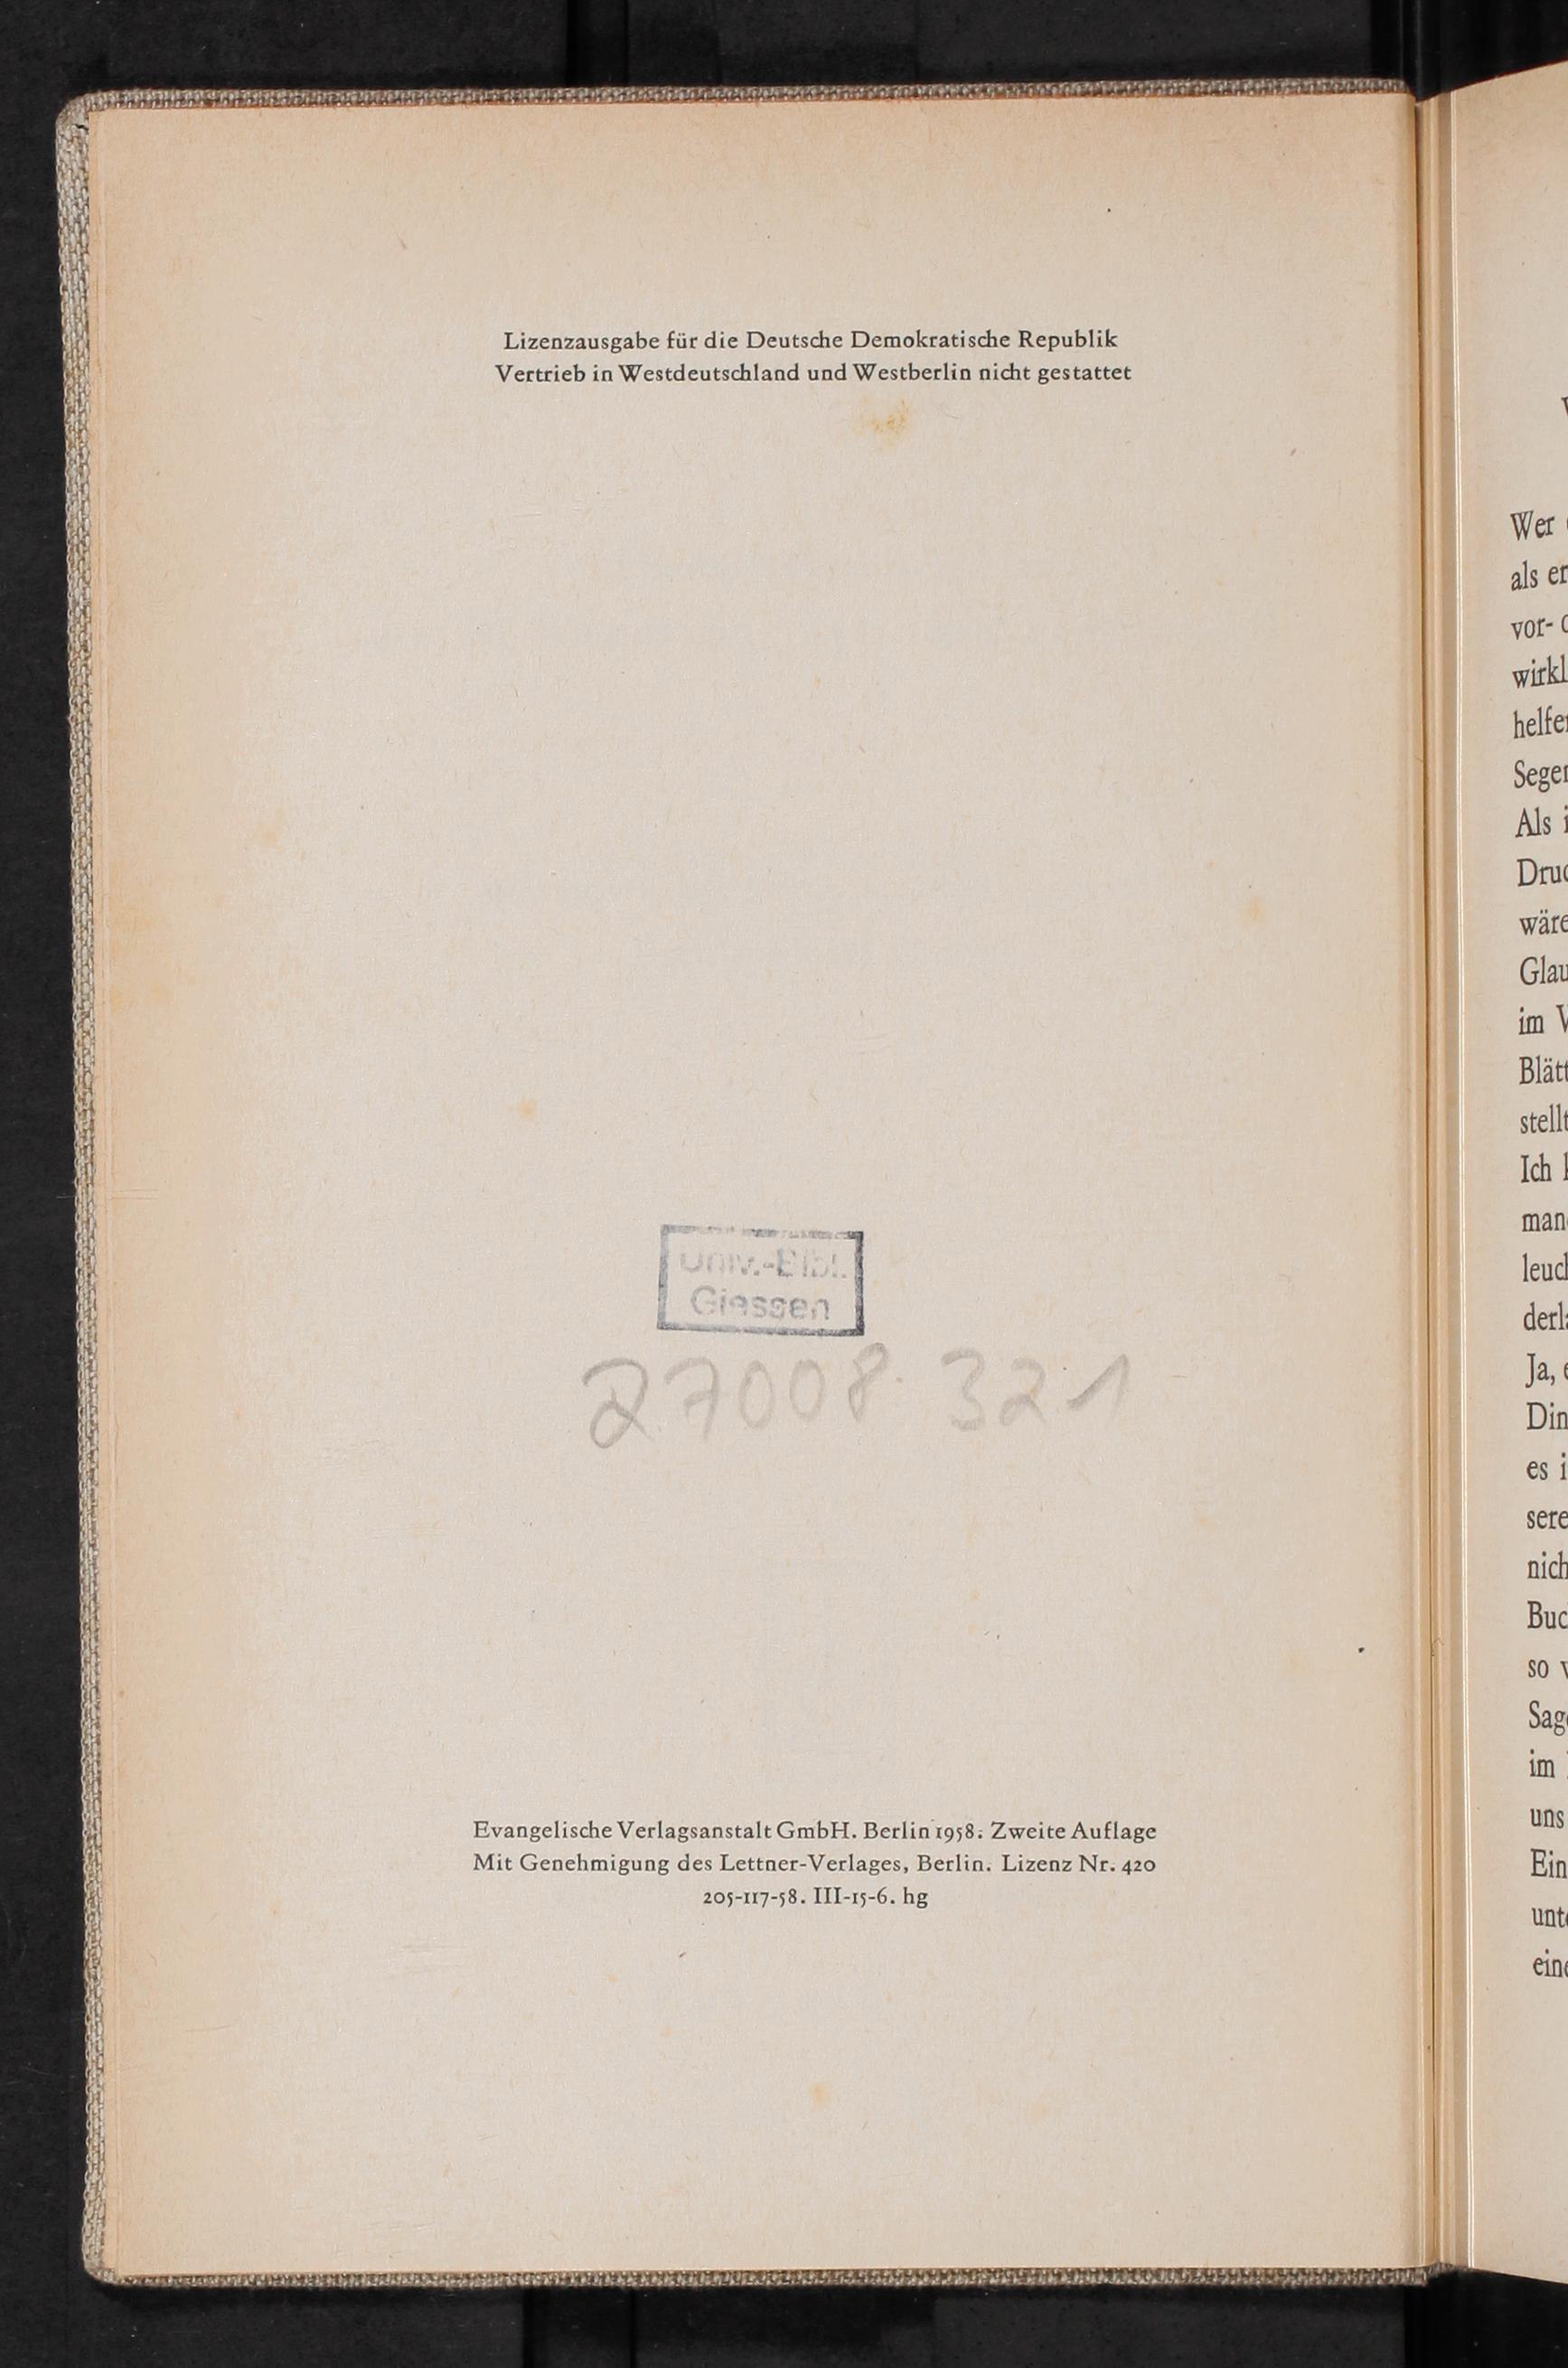 Lizenzausgabe für die Deutsche Demokratische Republik
Vertrieb in Westdeutschland und Westberlin nicht gestattet
Univ.-Bibl.
Giessen
27008 321
Evangelische Verlagsanstalt GmbH. Berlin 1958. Zweite Auflage
Mit Genehmigung des Lettner-Verlages, Berlin. Lizenz Nr. 420
205-117-58. III-15-6. hg
Wer
als er
vor-
wirkl
helfe
Sege
Als i
Druc
wäre
Glau
im
Blätt
stellt
Ich
man
leuch
derl
Ja,
Din
es i
sere
nich
Buc
so
Sag
im
uns
Ein
unt
ein